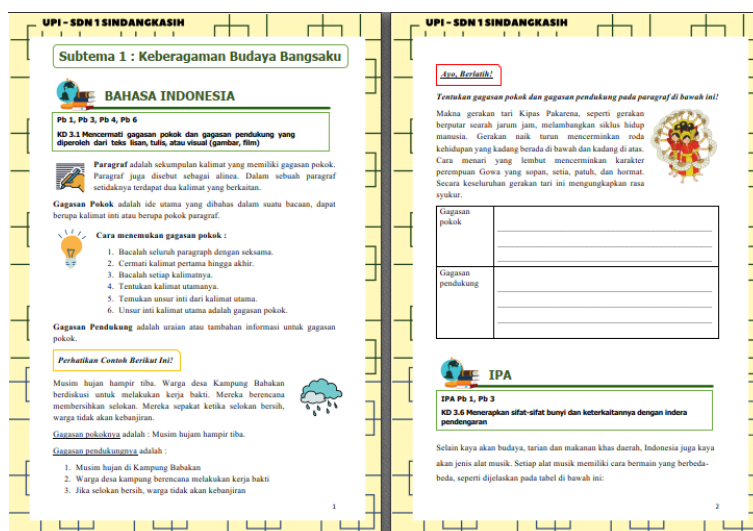 UPI – SDN 1 SINDANGKASIH
Subtema 1 : Keberagaman Budaya Bangsaku
BAHASA INDONESIA
Pb 1, Pb 3, Pb 4, Pb 6
KD 3.1 Mencermati gagasan pokok dan gagasan pendukung yang
diperoleh dari teks lisan, tulis, atau visual (gambar, film)
Paragraf adalah sekumpulan kalimat yang memiliki gagasan pokok.
Paragraf juga disebut sebagai alinea. Dalam sebuah paragraf
setidaknya terdapat dua kalimat yang berkaitan.
Gagasan Pokok adalah ide utama yang dibahas dalam suatu bacaan, dapat
berupa kalimat inti atau berupa pokok paragraf.
Cara menemukan gagasan pokok :
1. Bacalah seluruh paragraph dengan seksama.
2. Cermati kalimat pertama hingga akhir.
3. Bacalah setiap kalimatnya.
4. Tentukan kalimat utamanya.
5. Temukan unsur inti dari kalimat utama.
6. Unsur inti kalimat utama adalah gagasan pokok.
Gagasan Pendukung adalah uraian atau tambahan informasi untuk gagasan
pokok.
Perhatikan Contoh Berikut Ini!
Musim hujan hampir tiba. Warga desa Kampung Babakan
berdiskusi untuk melakukan kerja bakti. Mereka berencana
membersihkan selokan. Mereka sepakat ketika selokan bersih,
warga tidak akan kebanjiran.
Gagasan pokoknya adalah : Musim hujam hampir tiba.
Gagasan pendukungnya adalah :
1. Musim hujan di Kampung Babakan
2. Warga desa kampung berencana melakukan kerja bakti
3. Jika selokan bersih, warga tidak akan kebanjiran
1
UPI – SDN 1 SINDANGKASIH
Ayo, Berlatih!
Tentukan gagasan pokok dan gagasan pendukung pada paragraf di bawah ini!
Makna gerakan tari Kipas Pakarena, seperti gerakan
berputar searah jarum jam, melambangkan siklus hidup
manusia. Gerakan naik turun mencerminkan roda
kehidupan yang kadang berada di bawah dan kadang di atas.
Cara menari yang lembut mencerminkan karakter
perempuan Gowa yang sopan, setia, patuh, dan hormat.
Secara keseluruhan gerakan tari ini mengungkapkan rasa
syukur.
Gagasan
pokok
Gagasan
pendukung
IPA
IPA Pb 1, Pb 3
KD 3.6 Menerapkan sifat-sifat bunyi dan keterkaitannya dengan indera
pendengaran
Selain kaya akan budaya, tarian dan makanan khas daerah, Indonesia juga kaya
akan jenis alat musik. Setiap alat musik memiliki cara bermain yang berbeda-
beda, seperti dijelaskan pada tabel di bawah ini:
2